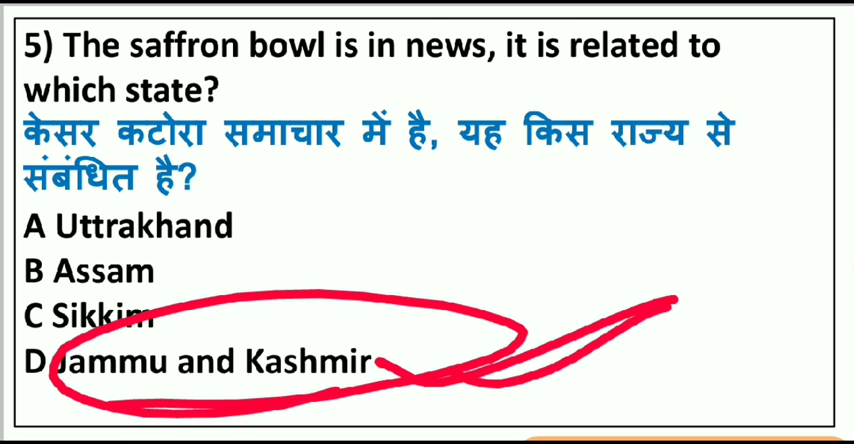 5) The saffron bowl is in news, it is related to
which state?
केसर कटोरा समाचार में है, यह किस राज्य से
संबंधित है?
A Uttrakhand
B Assam
C Sikkim
D Jammu and Kashmir